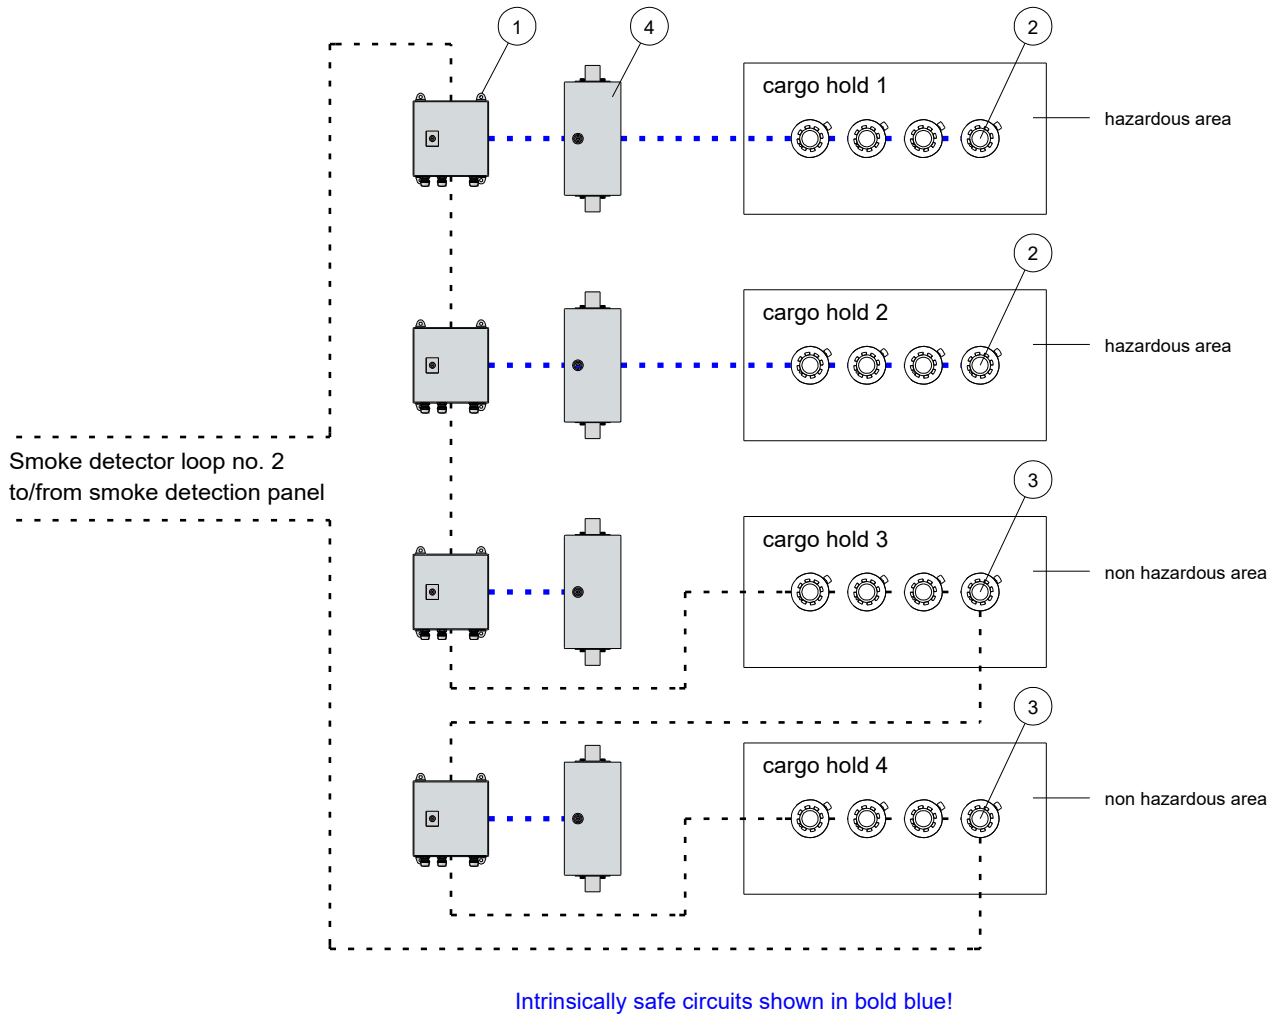 1
4
2
cargo hold 1
hazardous area
2
cargo hold 2
hazardous area
Smoke detector loop no. 2
to/from smoke detection panel
3
cargo hold 3
non hazardous area
3
cargo hold 4
non hazardous area
Intrinsically safe circuits shown in bold blue!